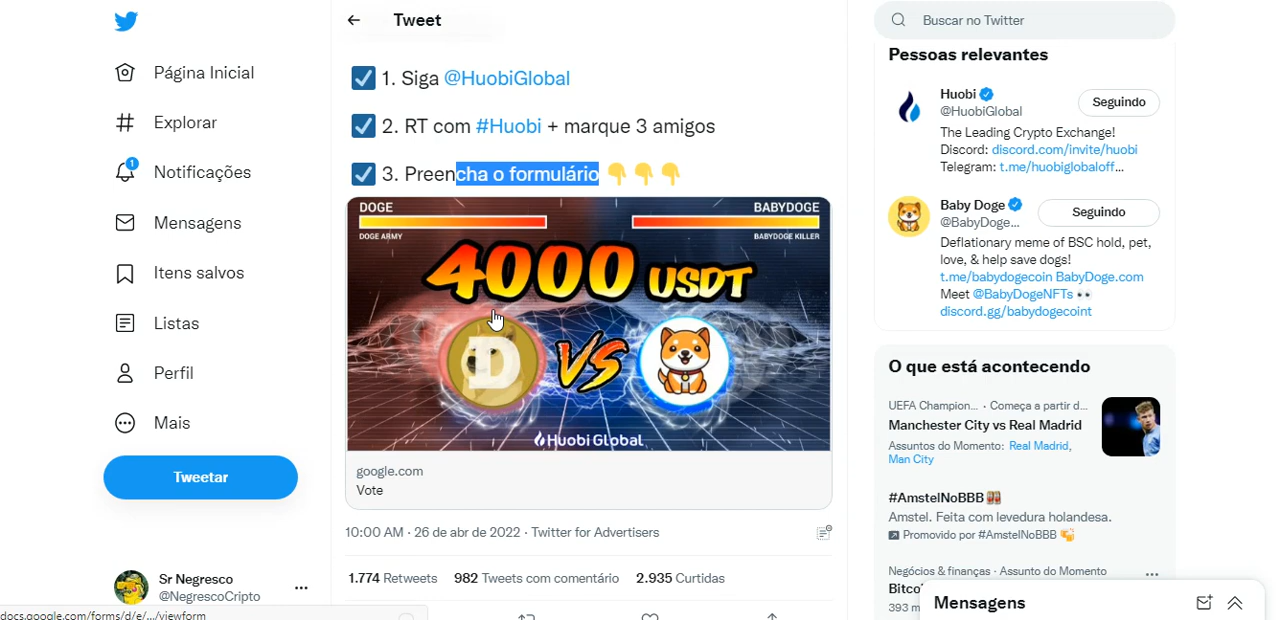 Tweet
Buscar no Twitter
Página Inicial
Explorar
1
Notificações
Mensagens
Itens salvos
Listas
Perfil
Mais
Tweetar
Sr Negresco
@NegrescoCripto
docs.google.com/forms/d/e/.../viewform
1. Siga @HuobiGlobal
2. RT com #Huobi + marque 3 amigos
3. Preencha o formulário
DOGE
BABYDOGE
DOGE ARMY
BABYDOGE KILLER
4000 USDT
D VS
HuobiGlobal
google.com
Vote
10:00 AM · 26 de abr de 2022 · Twitter for Advertisers
1.774 Retweets 982 Tweets com comentário 2.935 Curtidas
Pessoas relevantes
Huobi
@HuobiGlobal
Seguindo
The Leading Crypto Exchange!
Discord: discord.com/invite/huobi
Telegram: t.me/huobiglobaloff...
Baby Doge
@BabyDoge...
Seguindo
Deflationary meme of BSC hold, pet,
love, & help save dogs!
t.me/babydogecoin BabyDoge.com
Meet @BabyDogeNFTs
discord.gg/babydogecoint
O que está acontecendo
UEFA Champion... · Começa a partir d...
Manchester City vs Real Madrid
Assuntos do Momento: Real Madrid,
Man City
#AmstelNoBBB
Amstel. Feita com levedura holandesa.
Promovido por #AmstelNoBBB
Negócios & finanças · Assunto do Momento
Mensagens